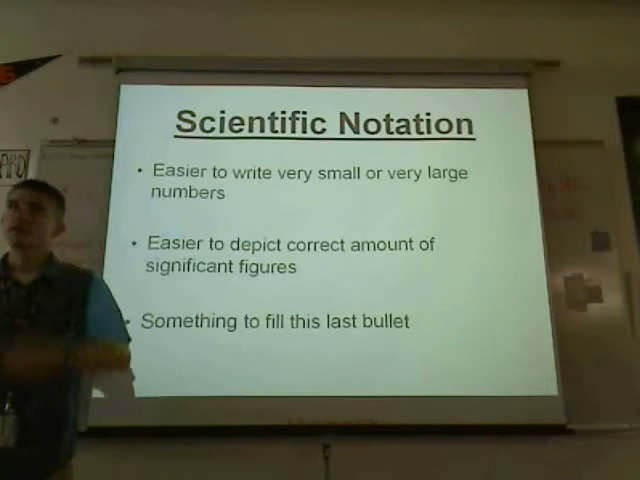 Scientific Notation
• Easier to write very small or very large
numbers
• Easier to depict correct amount of
significant figures
• Something to fill this last bullet